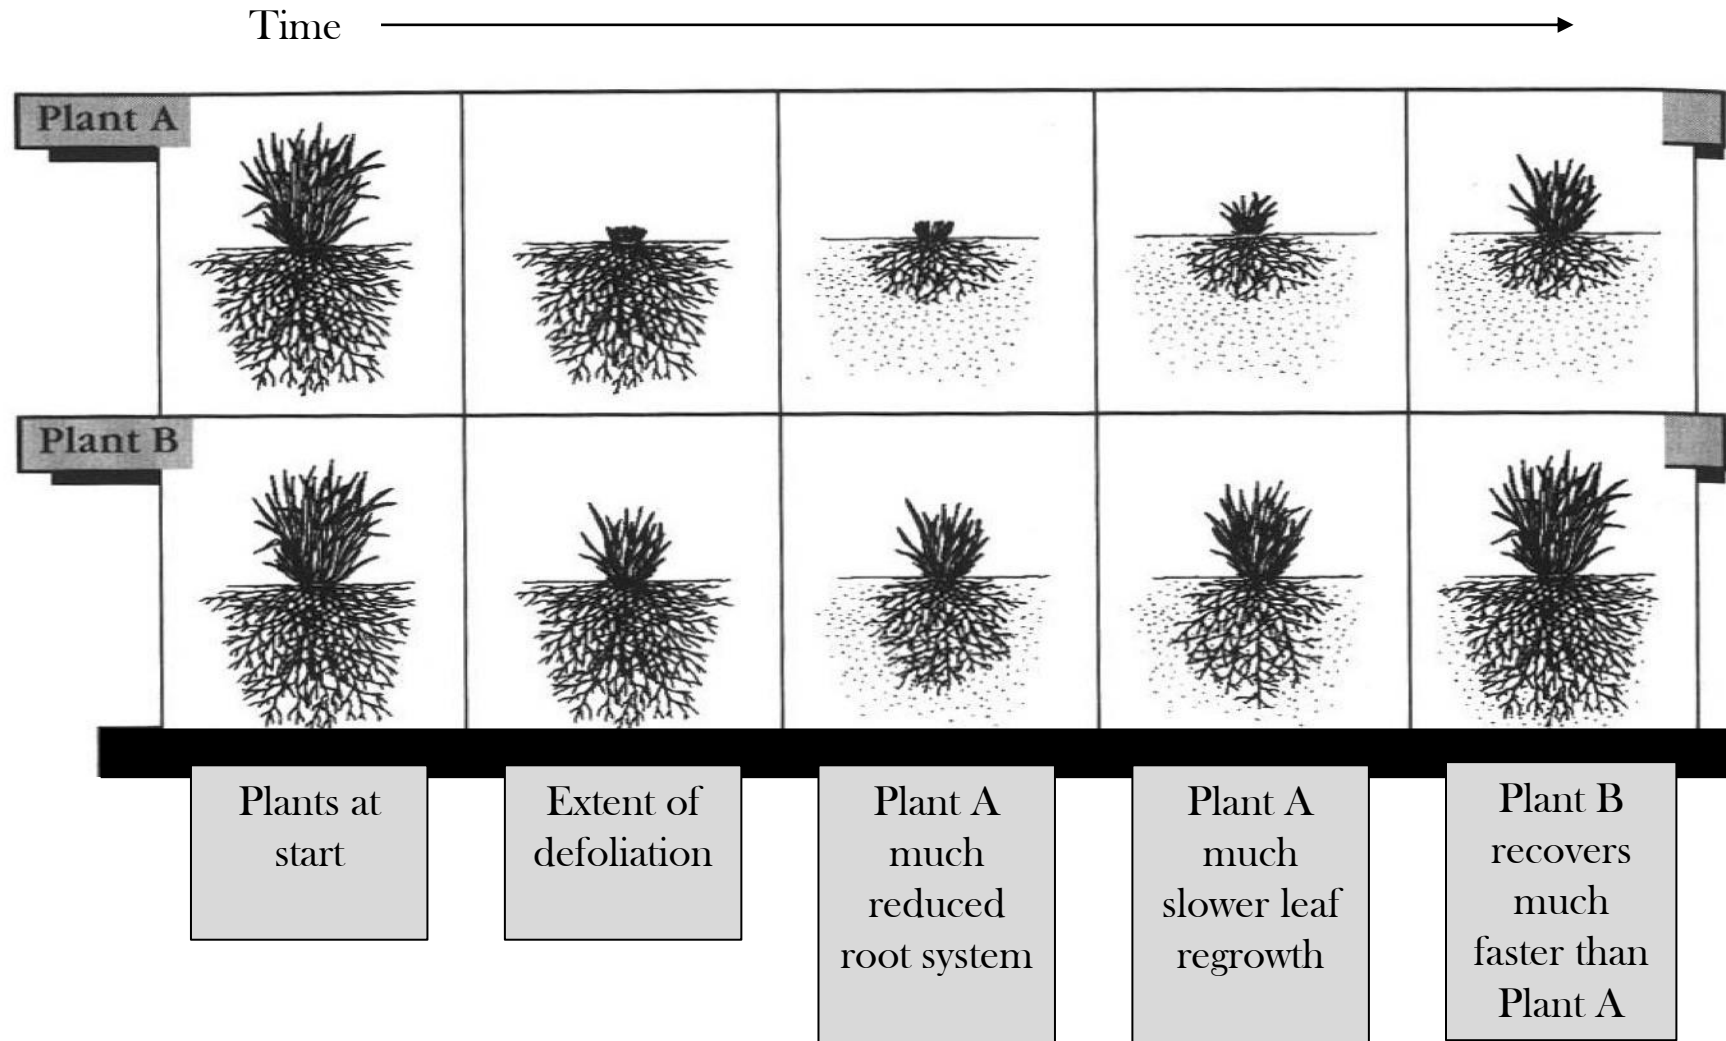 Time
Plant A
Plant B
Plants at
start
Extent of
defoliation
Plant A
much
reduced
root system
Plant A
much
slower leaf
regrowth
Plant B
recovers
much
faster than
Plant A